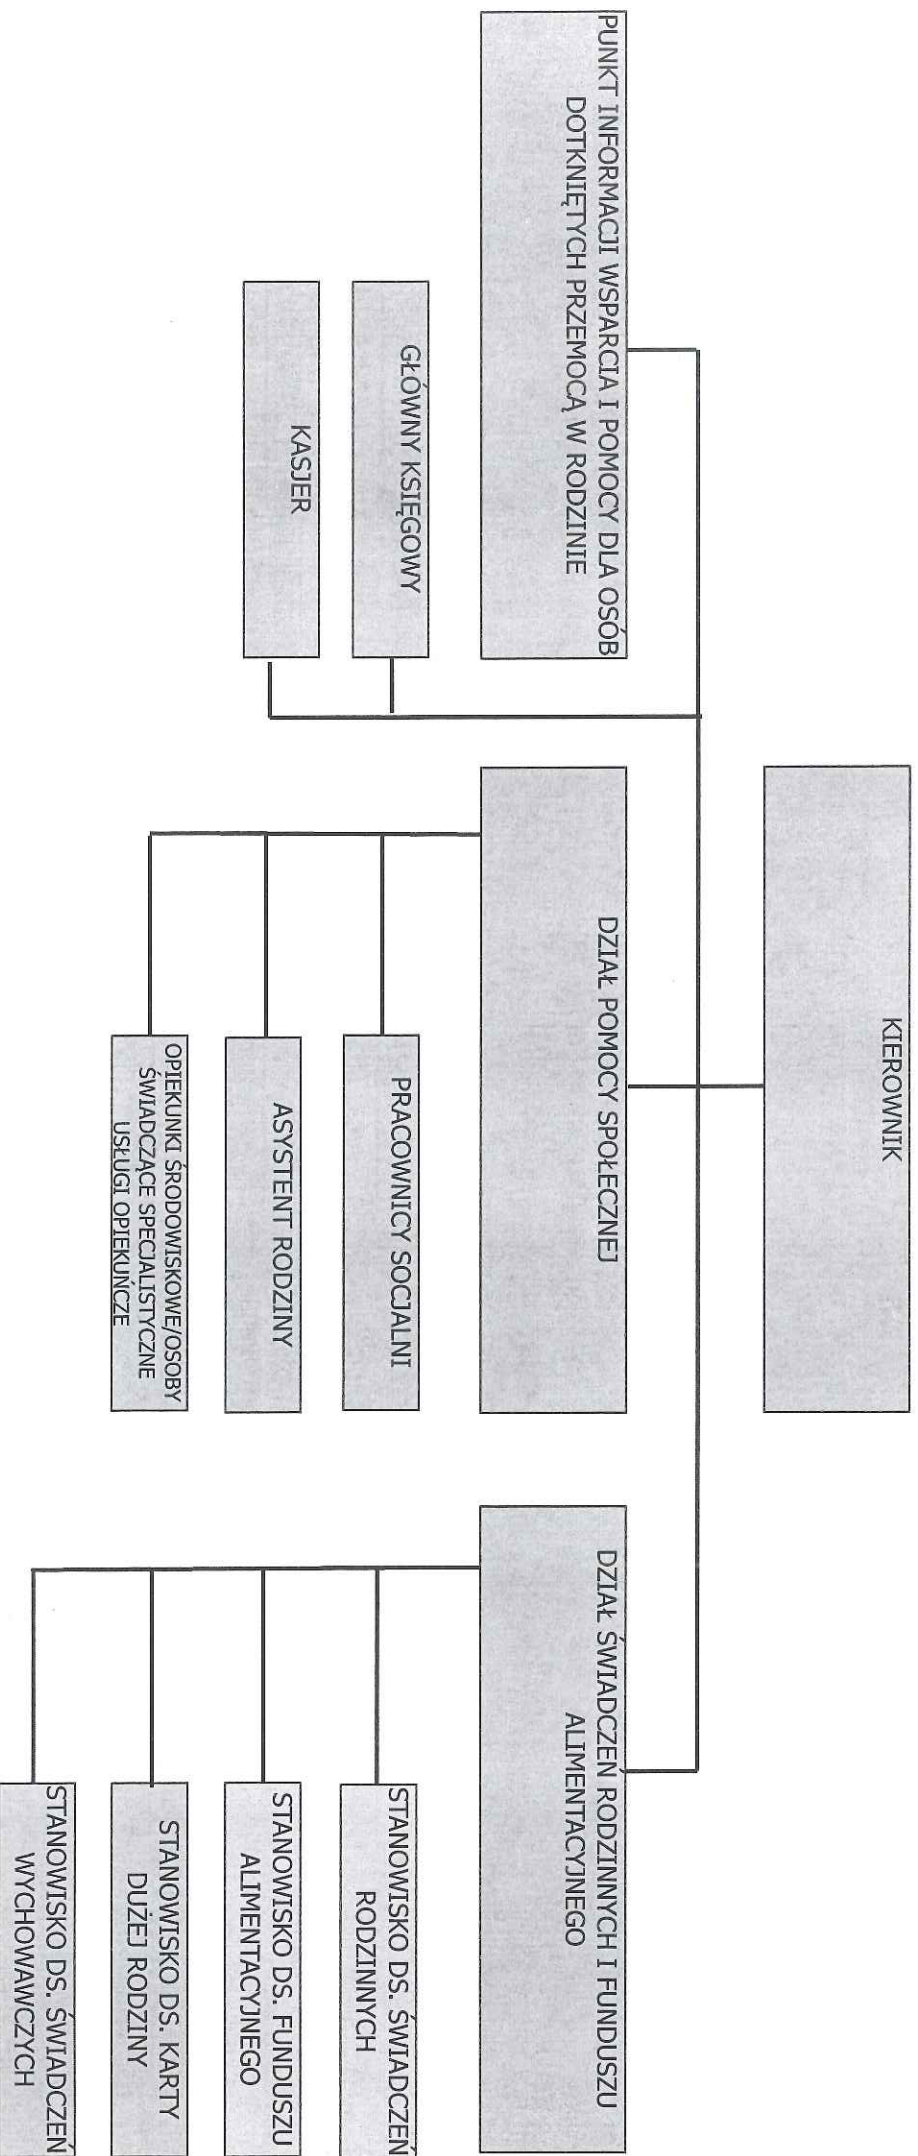 KIEROWNIK
PUNKT INFORMACJI WSPARCIA I POMOCY DLA OSÓB
DOTKNIĘTYCH PRZEMOCĄ W RODZINIE
DZIAŁ POMOCY SPOŁECZNEJ
DZIAŁ ŚWIADCZEŃ RODZINNYCH I FUNDUSZU
ALIMENTACYJNEGO
GŁÓWNY KSIĘGOWY
KASJER
PRACOWNICY SOCJALNI
ASYSTENT RODZINY
OPIEKUNKI ŚRODOWISKOWE/OSOBY
ŚWIADCZĄCE SPECJALISTYCZNE
USŁUGI OPIEKUŃCZE
STANOWISKO DS. ŚWIADCZEŃ
RODZINNYCH
STANOWISKO DS. FUNDUSZU
ALIMENTACYJNEGO
STANOWISKO DS. KARTY
DUŻEJ RODZINY
STANOWISKO DS. ŚWIADCZEŃ
WYCHOWAWCZYCH